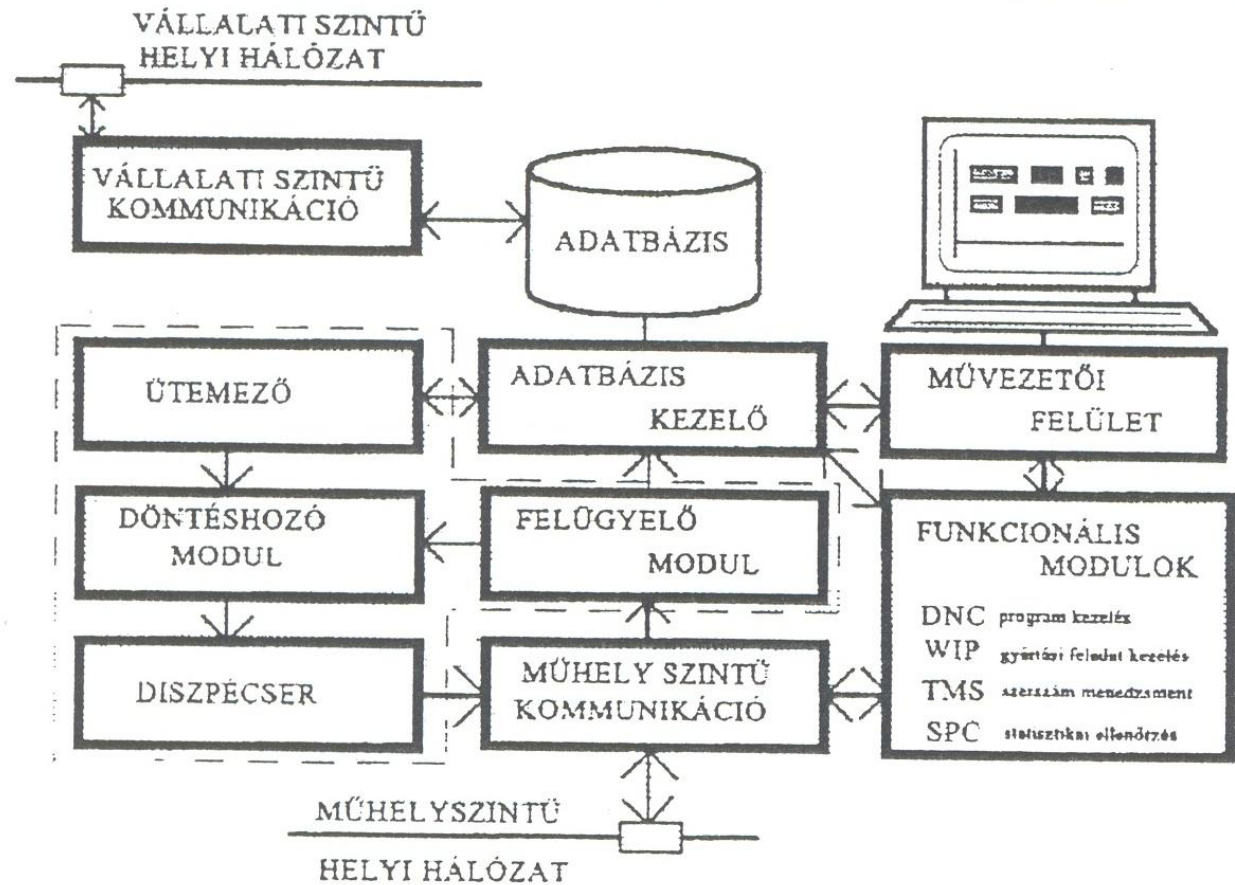 VÁLLALATI SZINTŰ
HELYI HÁLÓZAT
VÁLLALATI SZINTŰ
KOMMUNIKÁCIÓ
ADATBÁZIS
ÜTEMEZŐ
ADATBÁZIS
KEZELŐ
MŰVEZETŐI
FELÜLET
DÖNTÉSHOZÓ
MODUL
FELÜGYELŐ
MODUL
FUNKCIONÁLIS
MODULOK
DNC program kezelés
WIP gyártási feladat kezelés
TMS szerszám menedzsment
SPC statisztikai ellenőrzés
DISZPÉCSER
MŰHELY SZINTŰ
KOMMUNIKÁCIÓ
MŰHELYSZINTŰ
HELYI HÁLÓZAT